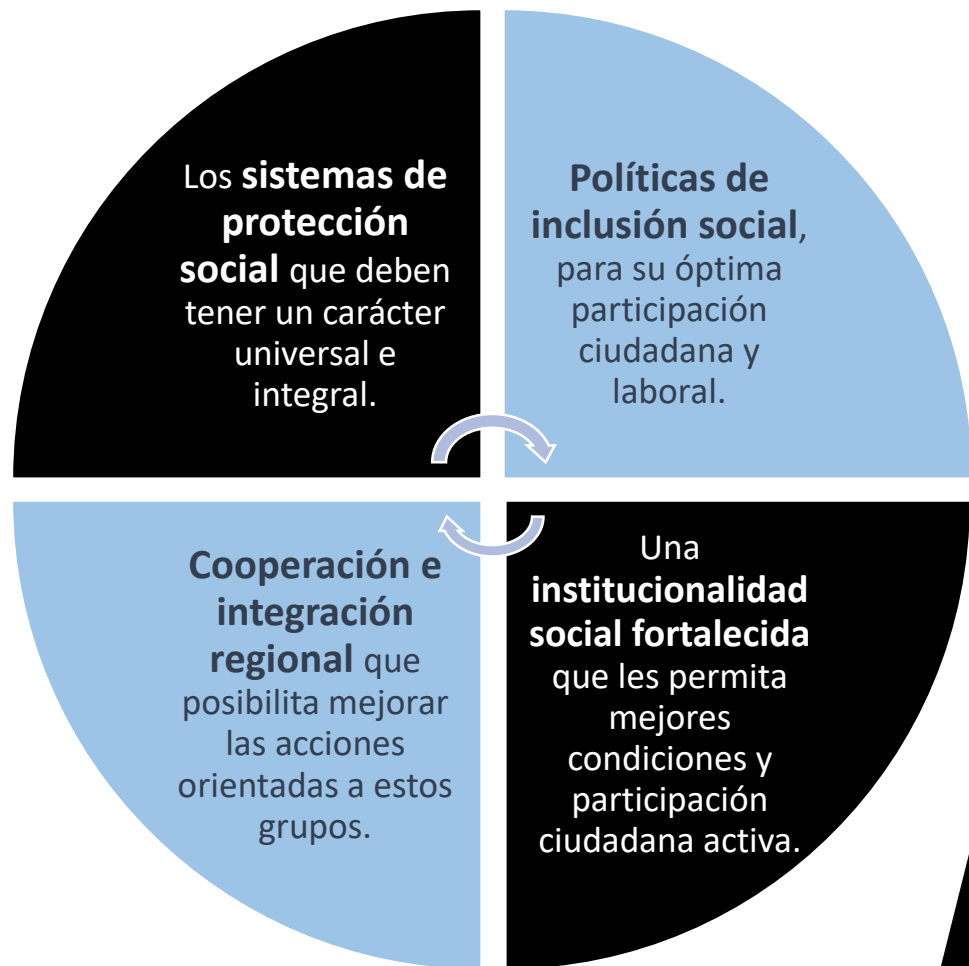 Los sistemas de
protección
social que deben
tener un carácter
universal e
integral.
Políticas de
inclusión social,
para su óptima
participación
ciudadana y
laboral.
Cooperación e
integración
regional que
posibilita mejorar
las acciones
orientadas a estos
grupos.
Una
institucionalidad
social fortalecida
que les permita
mejores
condiciones y
participación
ciudadana activa.